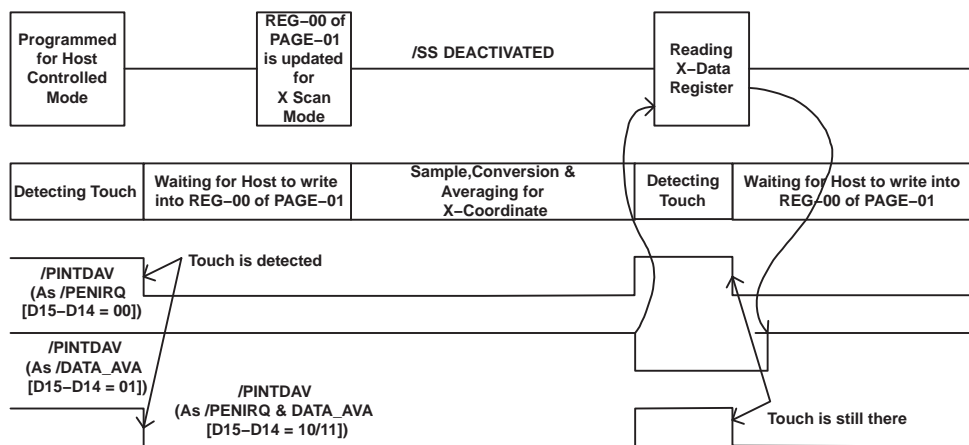 Programmed
for Host
Controlled
Mode
REG−00 of
PAGE−01
is updated
for
X Scan
Mode
/SS DEACTIVATED
Reading
X−Data
Register
Detecting Touch
Waiting for Host to write
into REG−00 of PAGE−01
Sample,Conversion &
Averaging for
X−Coordinate
Detecting
Touch
Waiting for Host to write into
REG−00 of PAGE−01
/PINTDAV
(As /PENIRQ
[D15−D14 = 00])
Touch is detected
/PINTDAV
(As /DATA_AVA
[D15−D14 = 01])
/PINTDAV
(As /PENIRQ & DATA_AVA
[D15−D14 = 10/11])
Touch is still there